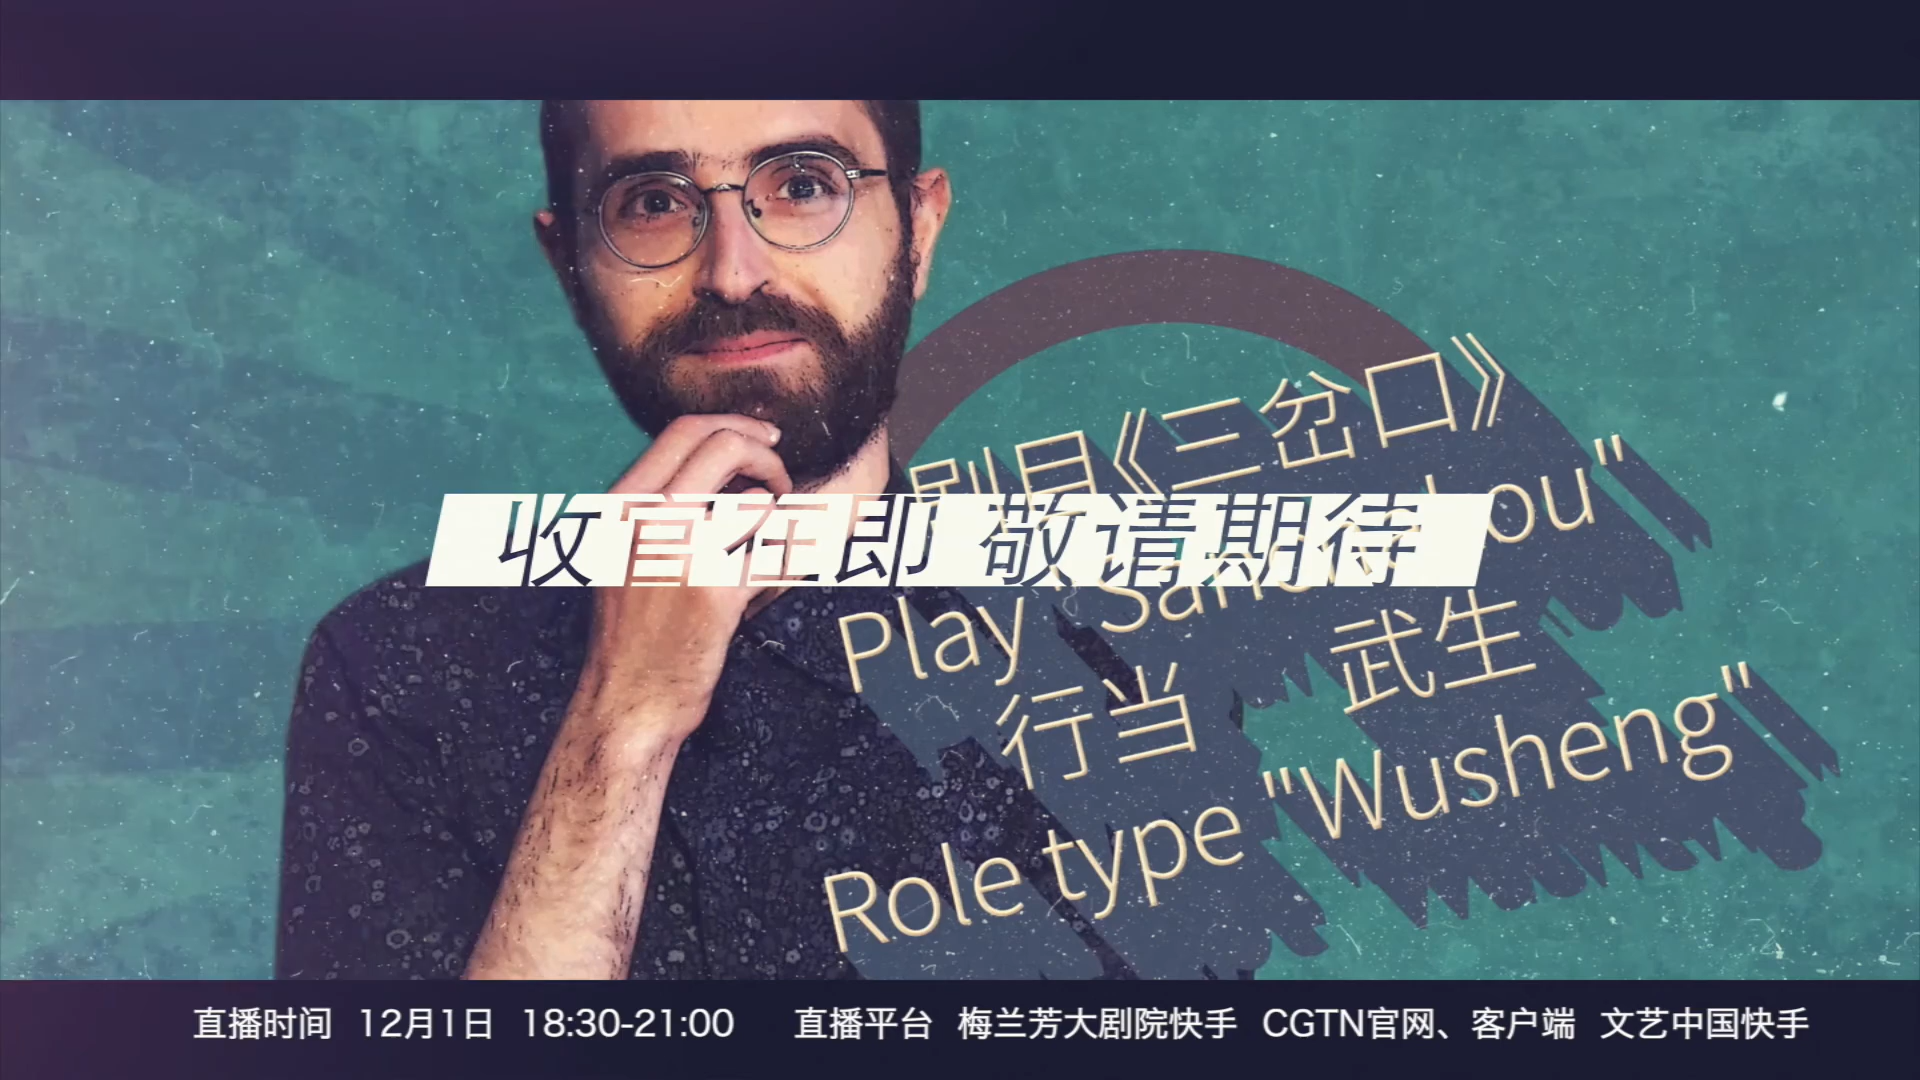 剧目《三岔口》
收官在即 敬请期待
Play "Sanchakou"
行当 武生
Role type "Wusheng"
直播时间 12月1日 18:30-21:00 直播平台 梅兰芳大剧院快手 CGTN官网、客户端 文艺中国快手